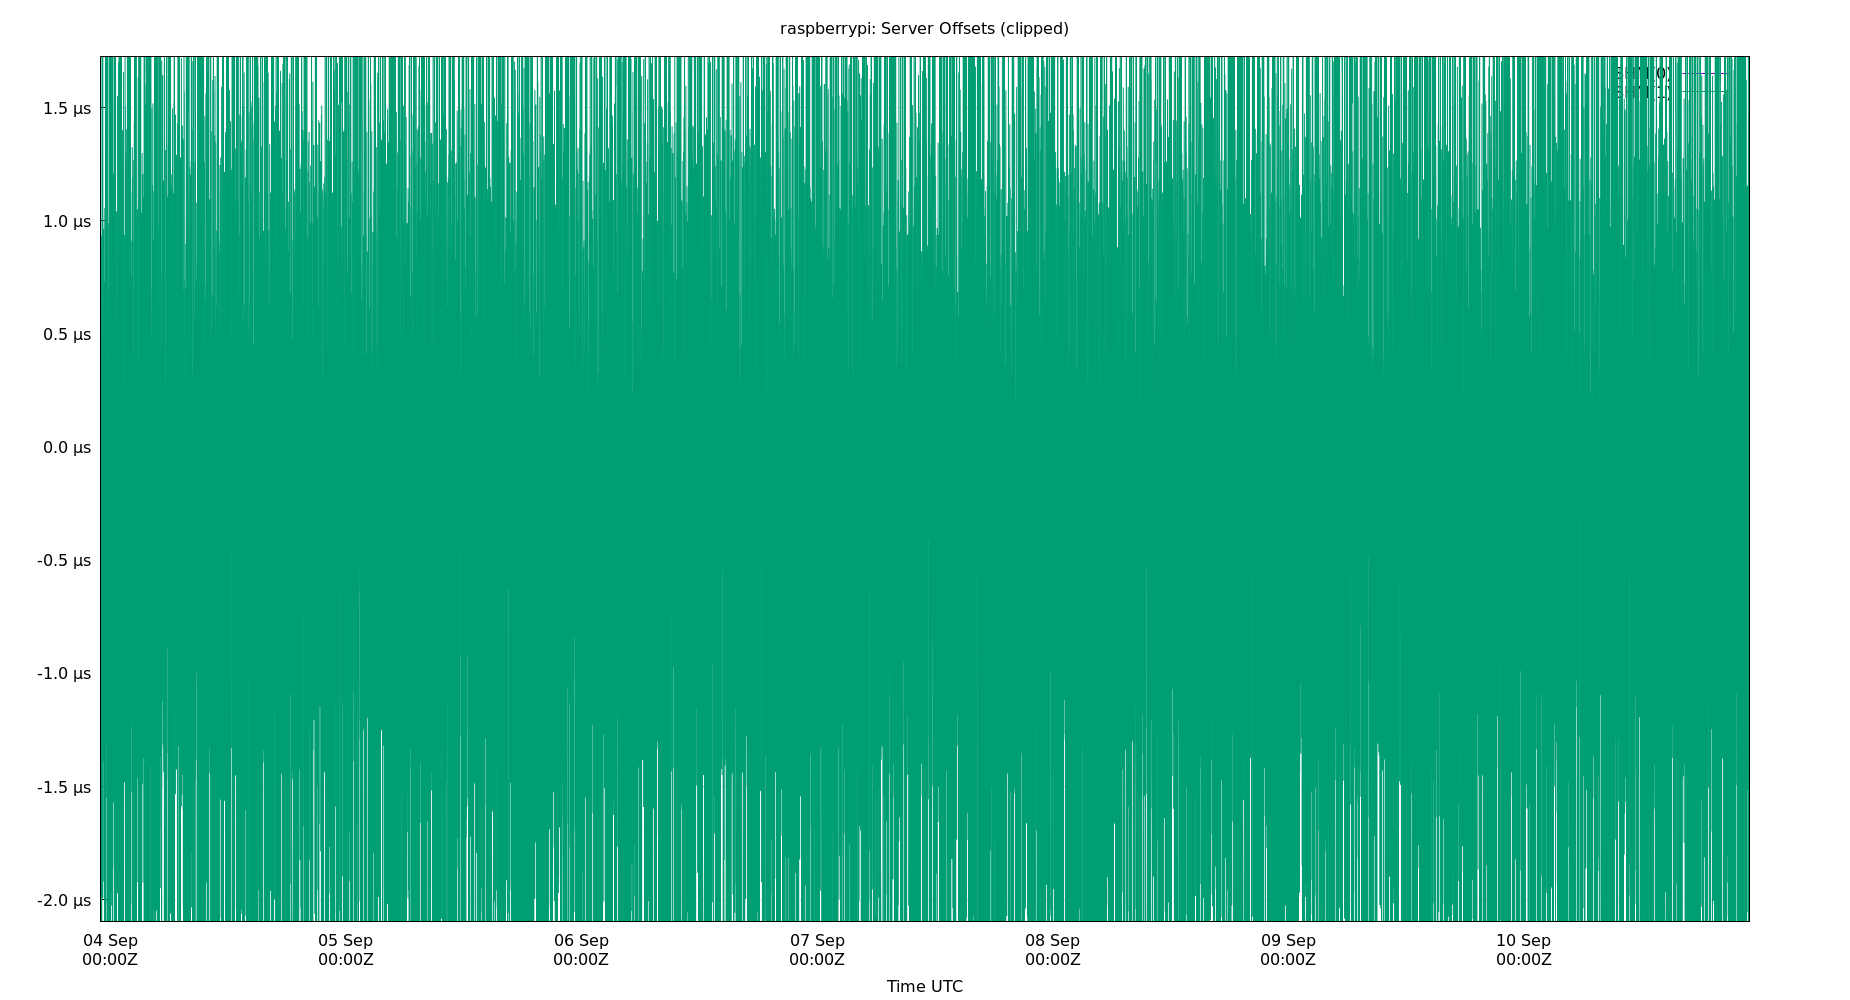 raspberrypi: Server Offsets (clipped)
1.5 µs
1.0 µs
0.5 µs
0.0 µs
-0.5 µs
-1.0 µs
-1.5 µs
-2.0 µs
04 Sep 05 Sep 06 Sep 07 Sep 08 Sep 09 Sep 10 Sep
00:00Z 00:00Z 00:00Z 00:00Z 00:00Z 00:00Z 00:00Z
Time UTC